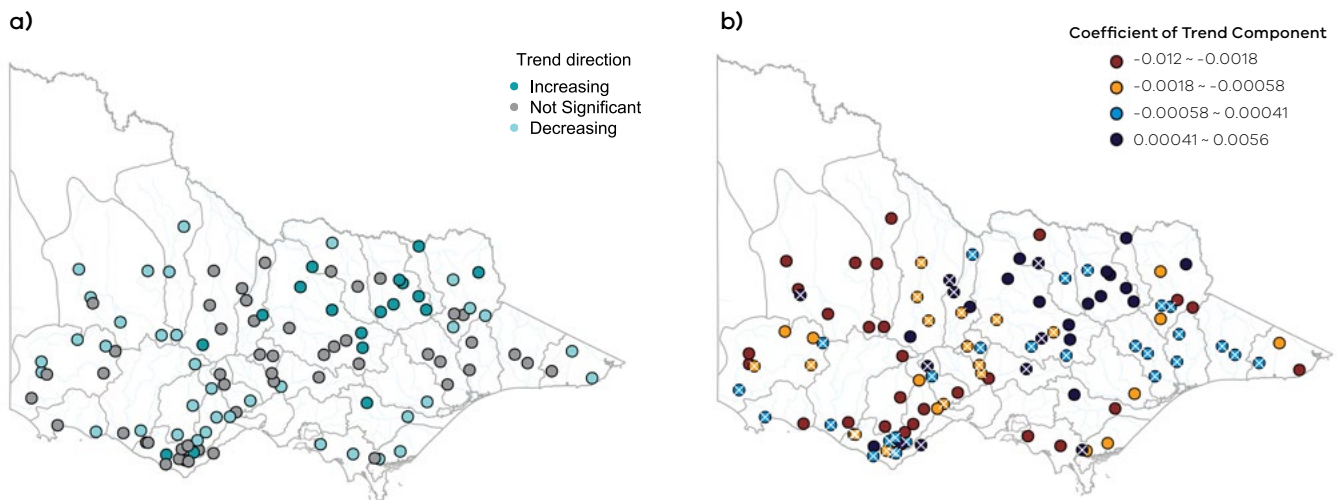 a)
Trend direction
Increasing
Not Significant
Decreasing
b)
Coefficient of Trend Component
-0.012 ~ -0.0018
-0.0018 ~ -0.00058
-0.00058 ~ 0.00041
0.00041 ~ 0.0056